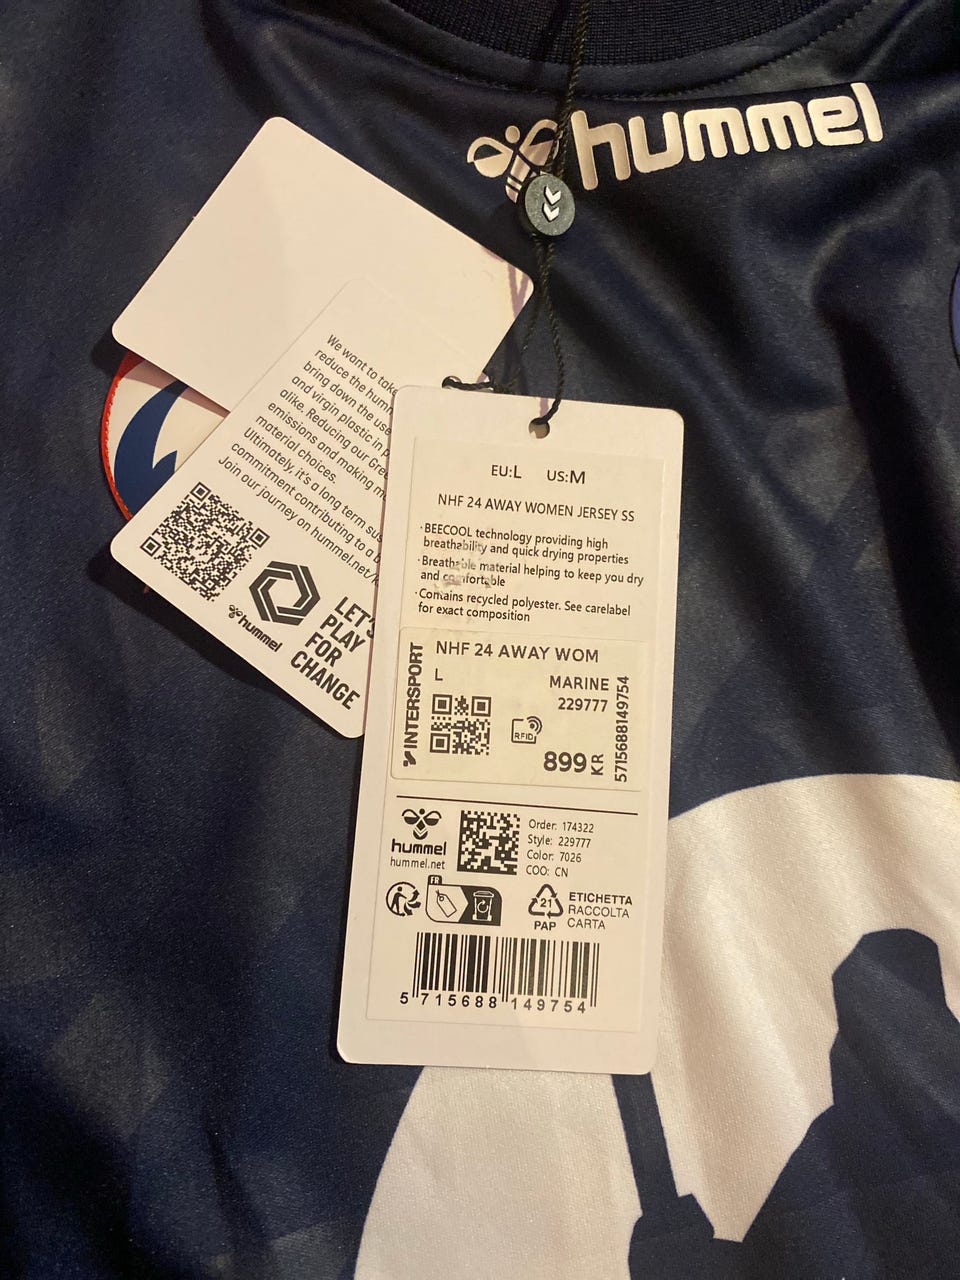 hummel
We want to take
reduce the humm
bring down the use
and virgin plastic in p
alike. Reducing our Gre
emissions and making m
material choices.
Ultimately, it's a long term sus
commitment contributing to a b
Join our journey on hummel.net/
hummel
LET'S
PLAY
FOR
CHANGE
EU:L US:M
NHF 24 AWAY WOMEN JERSEY SS
· BEECOOL technology providing high
breathability and quick drying properties
· Breathable material helping to keep you dry
and comfortable
· Contains recycled polyester. See carelabel
for exact composition
INTERSPORT
NHF 24 AWAY WOM
L
MARINE
229777
RFID
899 KR
5715688149754
hummel
hummel.net
Order: 174322
Style: 229777
Color: 7026
COO: CN
FR
21
PAP
ETICHETTA
RACCOLTA
CARTA
5 715688 149754